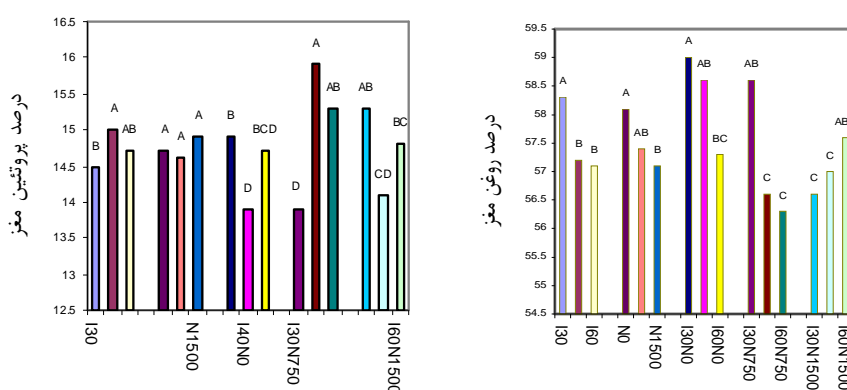 درصد پروتئین مغز
16.5
16
15.5
15
14.5
14
13.5
13
12.5
B
A
AB
A
A
A
B
D
BCD
D
A
AB
AB
CD
BC
I30
N1500
I40N0
I30N750
I60N1500
درصد روغن مغز
59.5
59
58.5
58
57.5
57
56.5
56
55.5
55
54.5
A
B
B
A
AB
B
A
AB
BC
AB
C
C
C
C
AB
I30
I60
N0
N1500
I30N0
I60N0
I30N750
I60N750
I30N1500
I60N1500